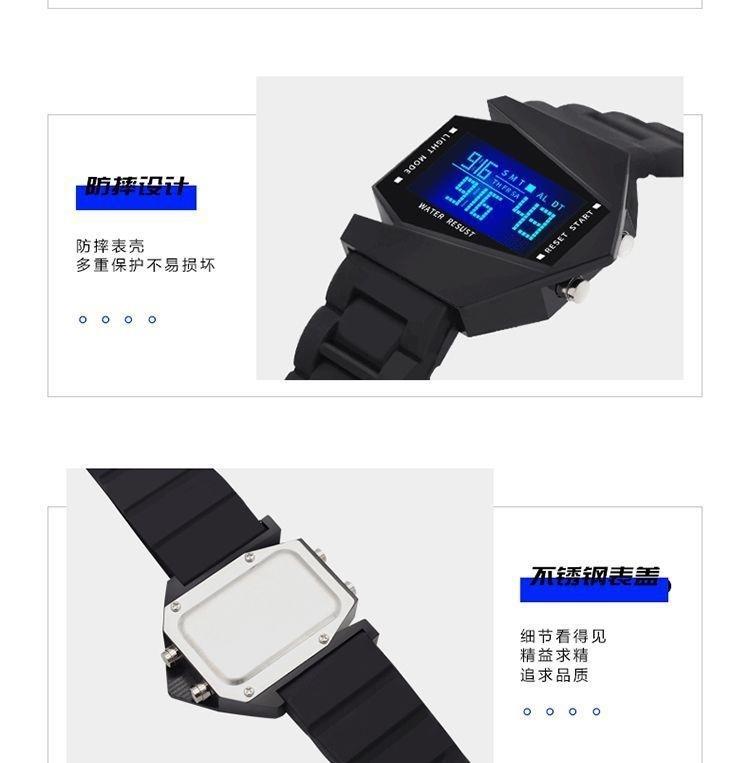 防摔设计
防摔表壳
多重保护不易损坏
LIGHT MODE
916 SMT AL DT
TH FR SA
916 43
WATER RESUST
RESET START
不锈钢表盖
细节看得见
精益求精
追求品质